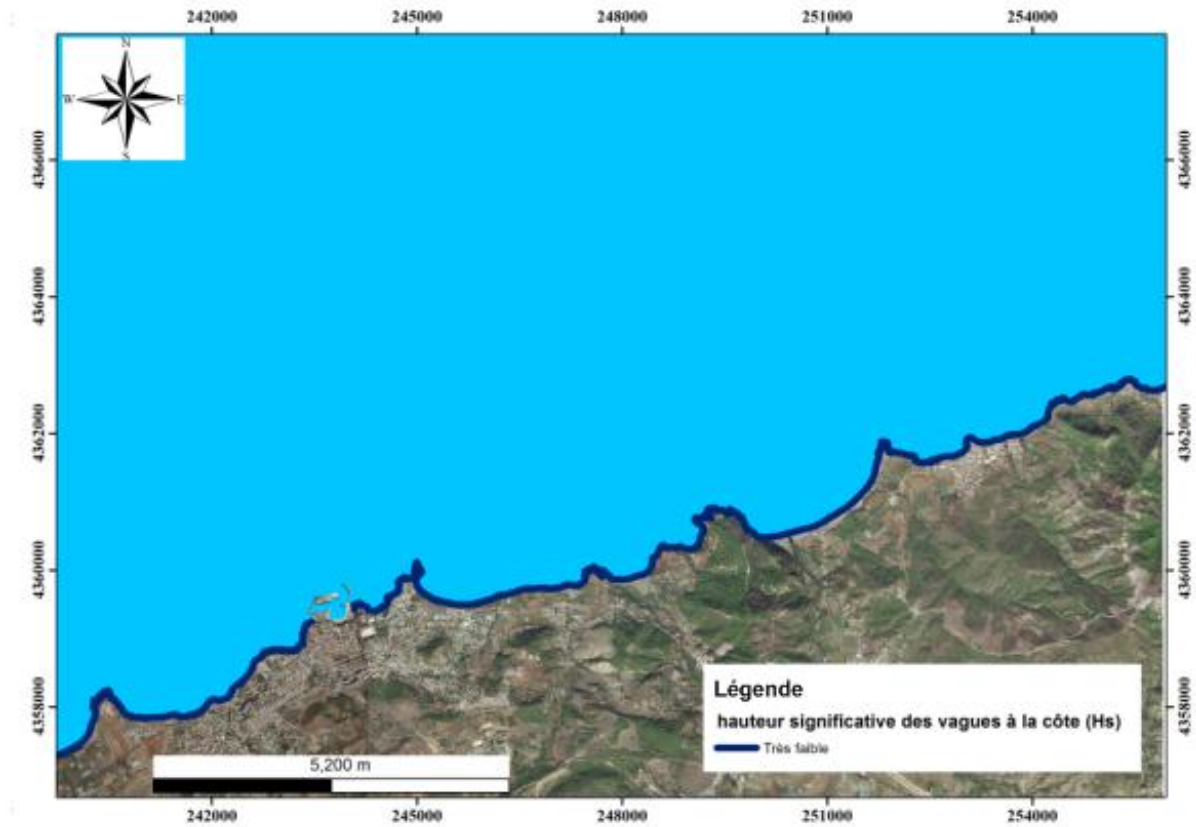 242000 245000 248000 251000 254000
N
W E
S
4366000 4366000
4364000 4364000
4362000 4362000
4360000 4360000
4358000 4358000
Légende
hauteur significative des vagues à la côte (Hs)
Très faible
5,200 m
242000 245000 248000 251000 254000